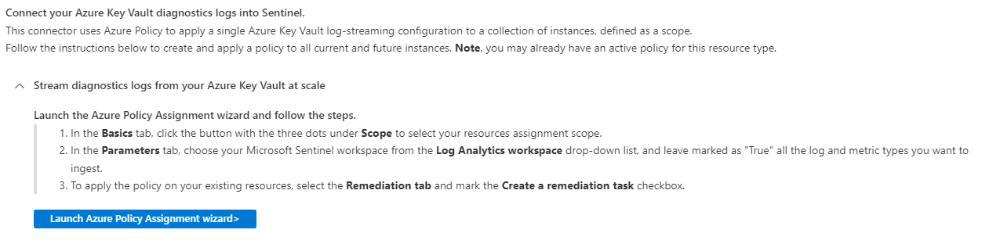 Connect your Azure Key Vault diagnostics logs into Sentinel.
This connector uses Azure Policy to apply a single Azure Key Vault log-streaming configuration to a collection of instances, defined as a scope.
Follow the instructions below to create and apply a policy to all current and future instances. Note, you may already have an active policy for this resource type.
Stream diagnostics logs from your Azure Key Vault at scale
Launch the Azure Policy Assignment wizard and follow the steps.
1. In the Basics tab, click the button with the three dots under Scope to select your resources assignment scope.
2. In the Parameters tab, choose your Microsoft Sentinel workspace from the Log Analytics workspace drop-down list, and leave marked as "True" all the log and metric types you want to
ingest.
3. To apply the policy on your existing resources, select the Remediation tab and mark the Create a remediation task checkbox.
Launch Azure Policy Assignment wizard>